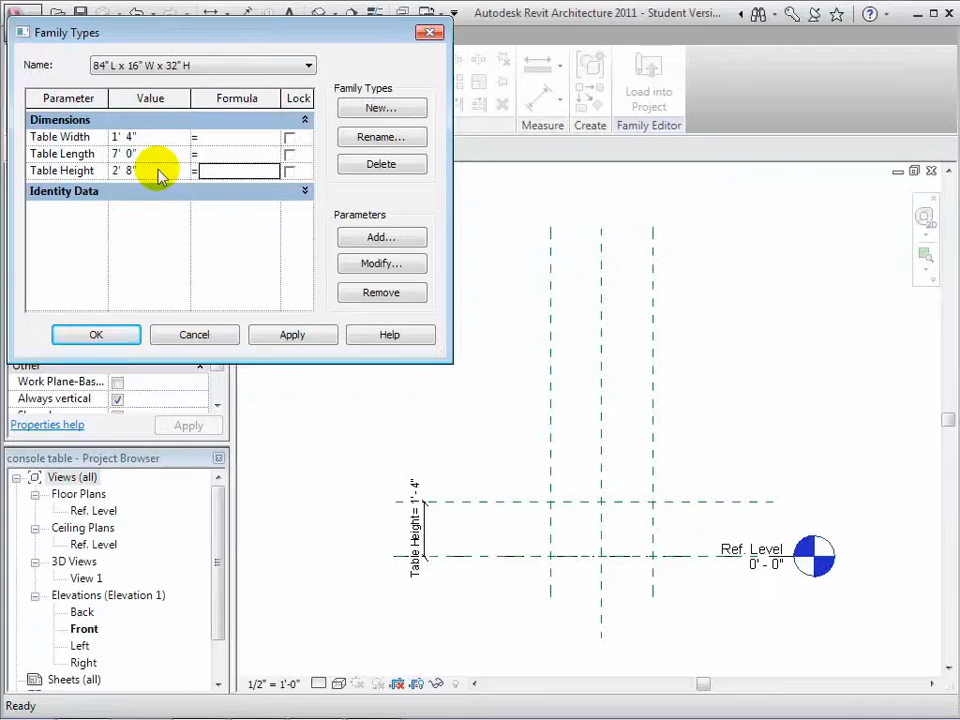 Autodesk Revit Architecture 2011 - Student Versi...
Family Types
Name:
84" L x 16" W x 32" H
Family Types
Parameter Value Formula Lock
New...
Dimensions
Table Width 1' 4" =
Rename...
Table Length 7' 0" =
Delete
Table Height 2' 8" =
Identity Data
Parameters
Add...
Modify...
Remove
OK Cancel Apply Help
Measure Create
Load into
Project
Family Editor
2D
Other
Work Plane-Bas...
Always vertical
Properties help
Apply
console table - Project Browser
Views (all)
Floor Plans
Ref. Level
Ceiling Plans
Ref. Level
3D Views
View 1
Elevations (Elevation 1)
Back
Front
Left
Right
Sheets (all)
Table Height = 1' - 4"
Ref. Level
0' - 0"
1/2" = 1'-0"
Ready